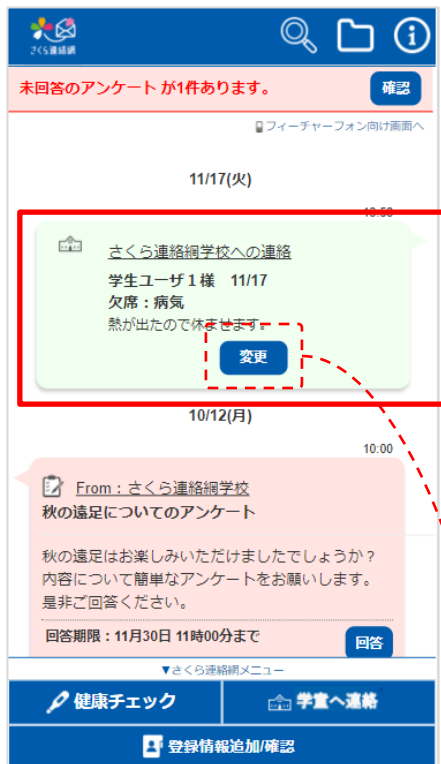 さくら連絡網
未回答のアンケート が1件あります。 確認
フィーチャーフォン向け画面へ
11/17(火)
さくら連絡網学校への連絡
学生ユーザ１様 11/17
欠席：病気
熱が出たので休ませます。
変更
10/12(月)
10:00
From：さくら連絡網学校
秋の遠足についてのアンケート
秋の遠足はお楽しみいただけましたでしょうか？
内容について簡単なアンケートをお願いします。
是非ご回答ください。
回答期限：11月30日 11時00分まで 回答
▼さくら連絡網メニュー
健康チェック 学童へ連絡
登録情報追加/確認